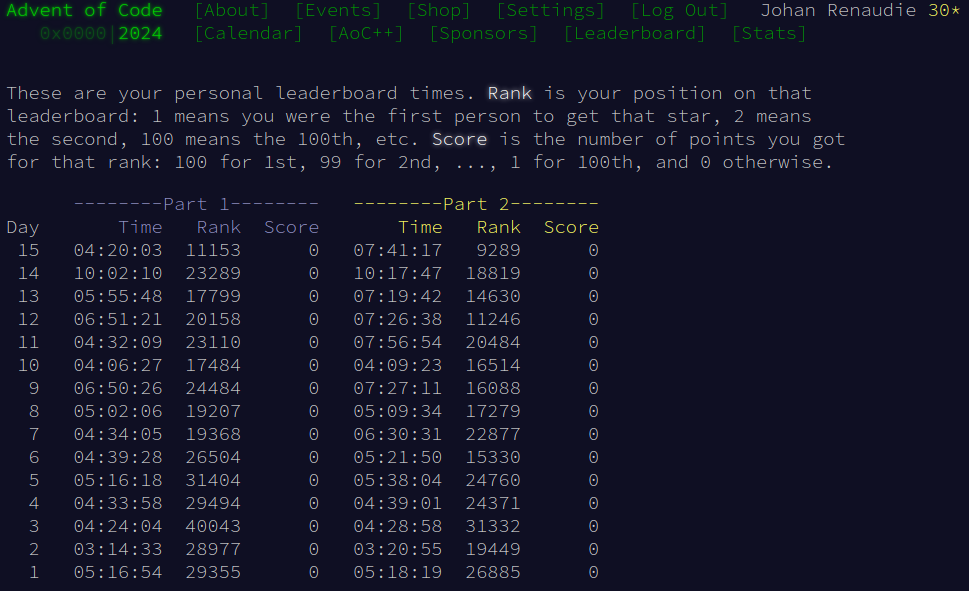 Advent of Code [About] [Events] [Shop] [Settings] [Log Out] Johan Renaudie 30*
0x0000|2024 [Calendar] [AoC++] [Sponsors] [Leaderboard] [Stats]
These are your personal leaderboard times. Rank is your position on that
leaderboard: 1 means you were the first person to get that star, 2 means
the second, 100 means the 100th, etc. Score is the number of points you got
for that rank: 100 for 1st, 99 for 2nd, ..., 1 for 100th, and 0 otherwise.
--------Part 1-------- --------Part 2--------
Day Time Rank Score Time Rank Score
15 04:20:03 11153 0 07:41:17 9289 0
14 10:02:10 23289 0 10:17:47 18819 0
13 05:55:48 17799 0 07:19:42 14630 0
12 06:51:21 20158 0 07:26:38 11246 0
11 04:32:09 23110 0 07:56:54 20484 0
10 04:06:27 17484 0 04:09:23 16514 0
9 06:50:26 24484 0 07:27:11 16088 0
8 05:02:06 19207 0 05:09:34 17279 0
7 04:34:05 19368 0 06:30:31 22877 0
6 04:39:28 26504 0 05:21:50 15330 0
5 05:16:18 31404 0 05:38:04 24760 0
4 04:33:58 29494 0 04:39:01 24371 0
3 04:24:04 40043 0 04:28:58 31332 0
2 03:14:33 28977 0 03:20:55 19449 0
1 05:16:54 29355 0 05:18:19 26885 0